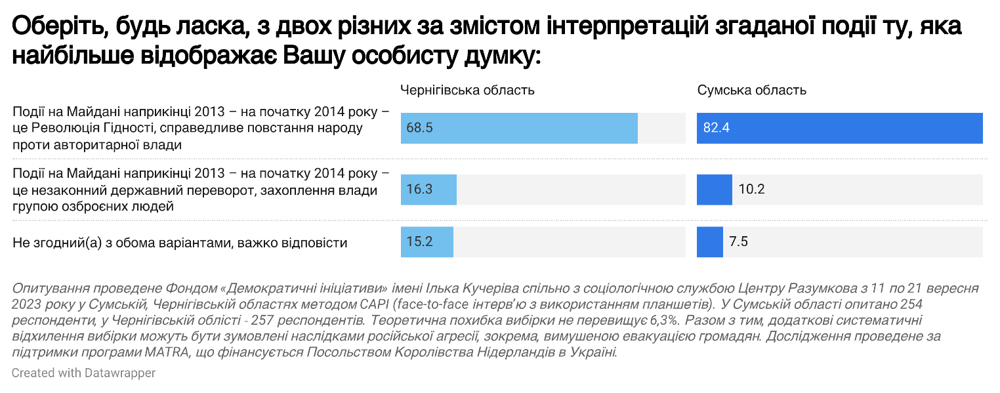 Оберіть, будь ласка, з двох різних за змістом інтерпретацій згаданої події ту, яка
найбільше відображає Вашу особисту думку:
Чернігівська область
Сумська область
Події на Майдані наприкінці 2013 – на початку 2014 року –
це Революція Гідності, справедливе повстання народу
проти авторитарної влади
68.5
82.4
Події на Майдані наприкінці 2013 – на початку 2014 року –
це незаконний державний переворот, захоплення влади
групою озброєних людей
16.3
10.2
Не згодний(а) з обома варіантами, важко відповісти
15.2
7.5
Опитування проведене Фондом «Демократичні ініціативи» імені Ілька Кучеріва спільно з соціологічною службою Центру Разумкова з 11 по 21 вересня
2023 року у Сумській, Чернігівській областях методом CAPI (face-to-face інтерв’ю з використанням планшетів). У Сумській області опитано 254
респонденти, у Чернігівській облісті - 257 респондентів. Теоретична похибка вибірки не перевищує 6,3%. Разом з тим, додаткові систематичні
відхилення вибірки можуть бути зумовлені наслідками російської агресії, зокрема, вимушеною евакуацією громадян. Дослідження проведене за
підтримки програми MATRA, що фінансується Посольством Королівства Нідерландів в Україні.
Created with Datawrapper